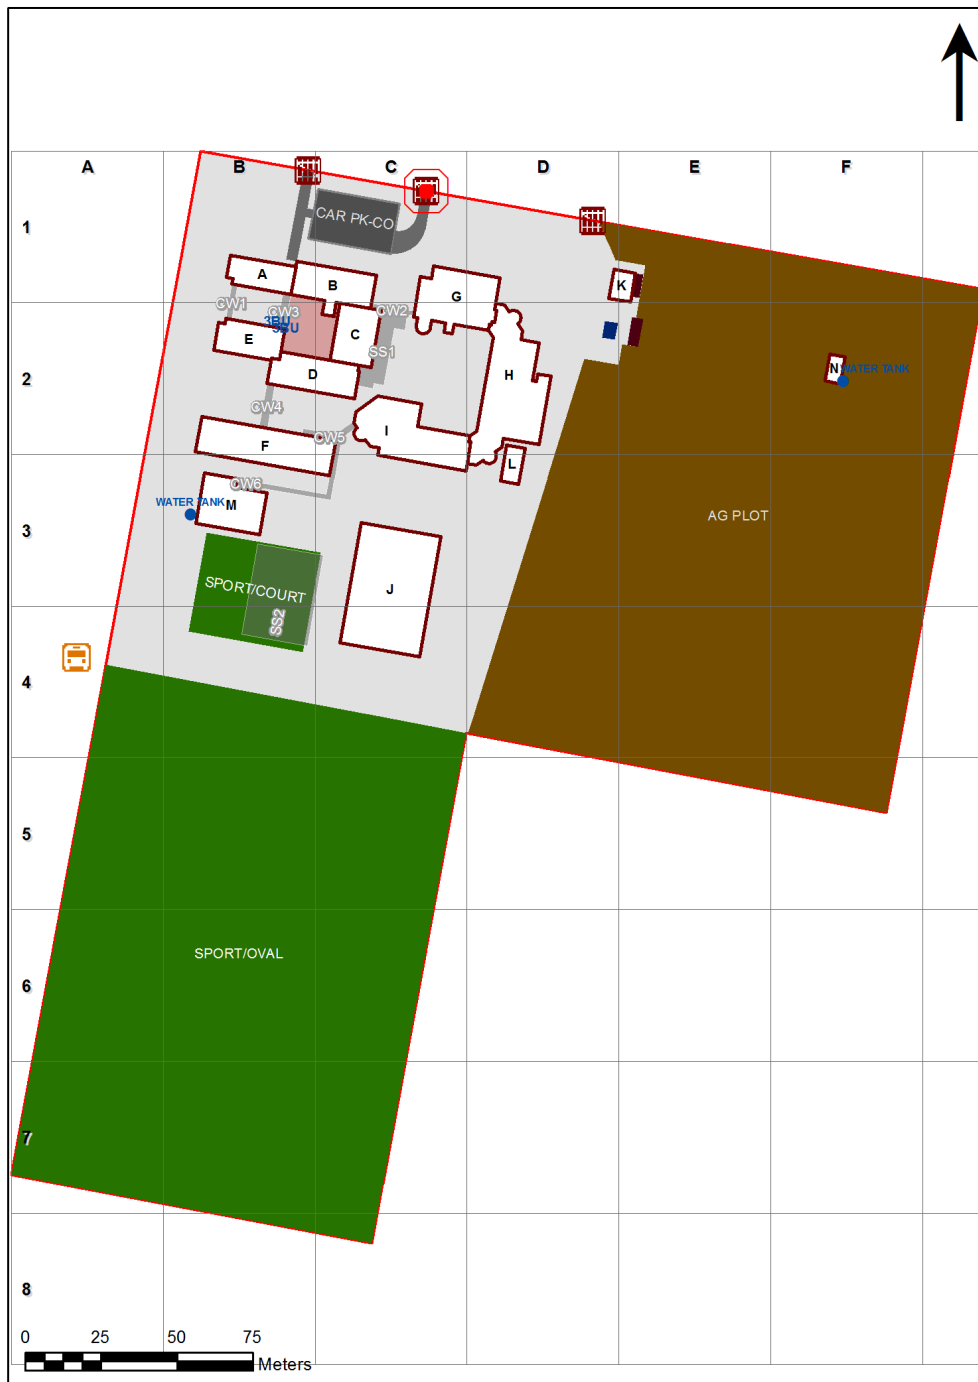 A B C D E F
1
CAR PK-CO
A
B
K
G
CW1
CW3
CW2
3BU
3BU
E
C
SS1
2
D
H
N
WATER TANK
CW4
I
CW5
F
L
CW6
WATER TANK
M
AG PLOT
3
SPORT/COURT
J
SS2
4
5
SPORT/OVAL
6
7
8
0 25 50 75
Meters